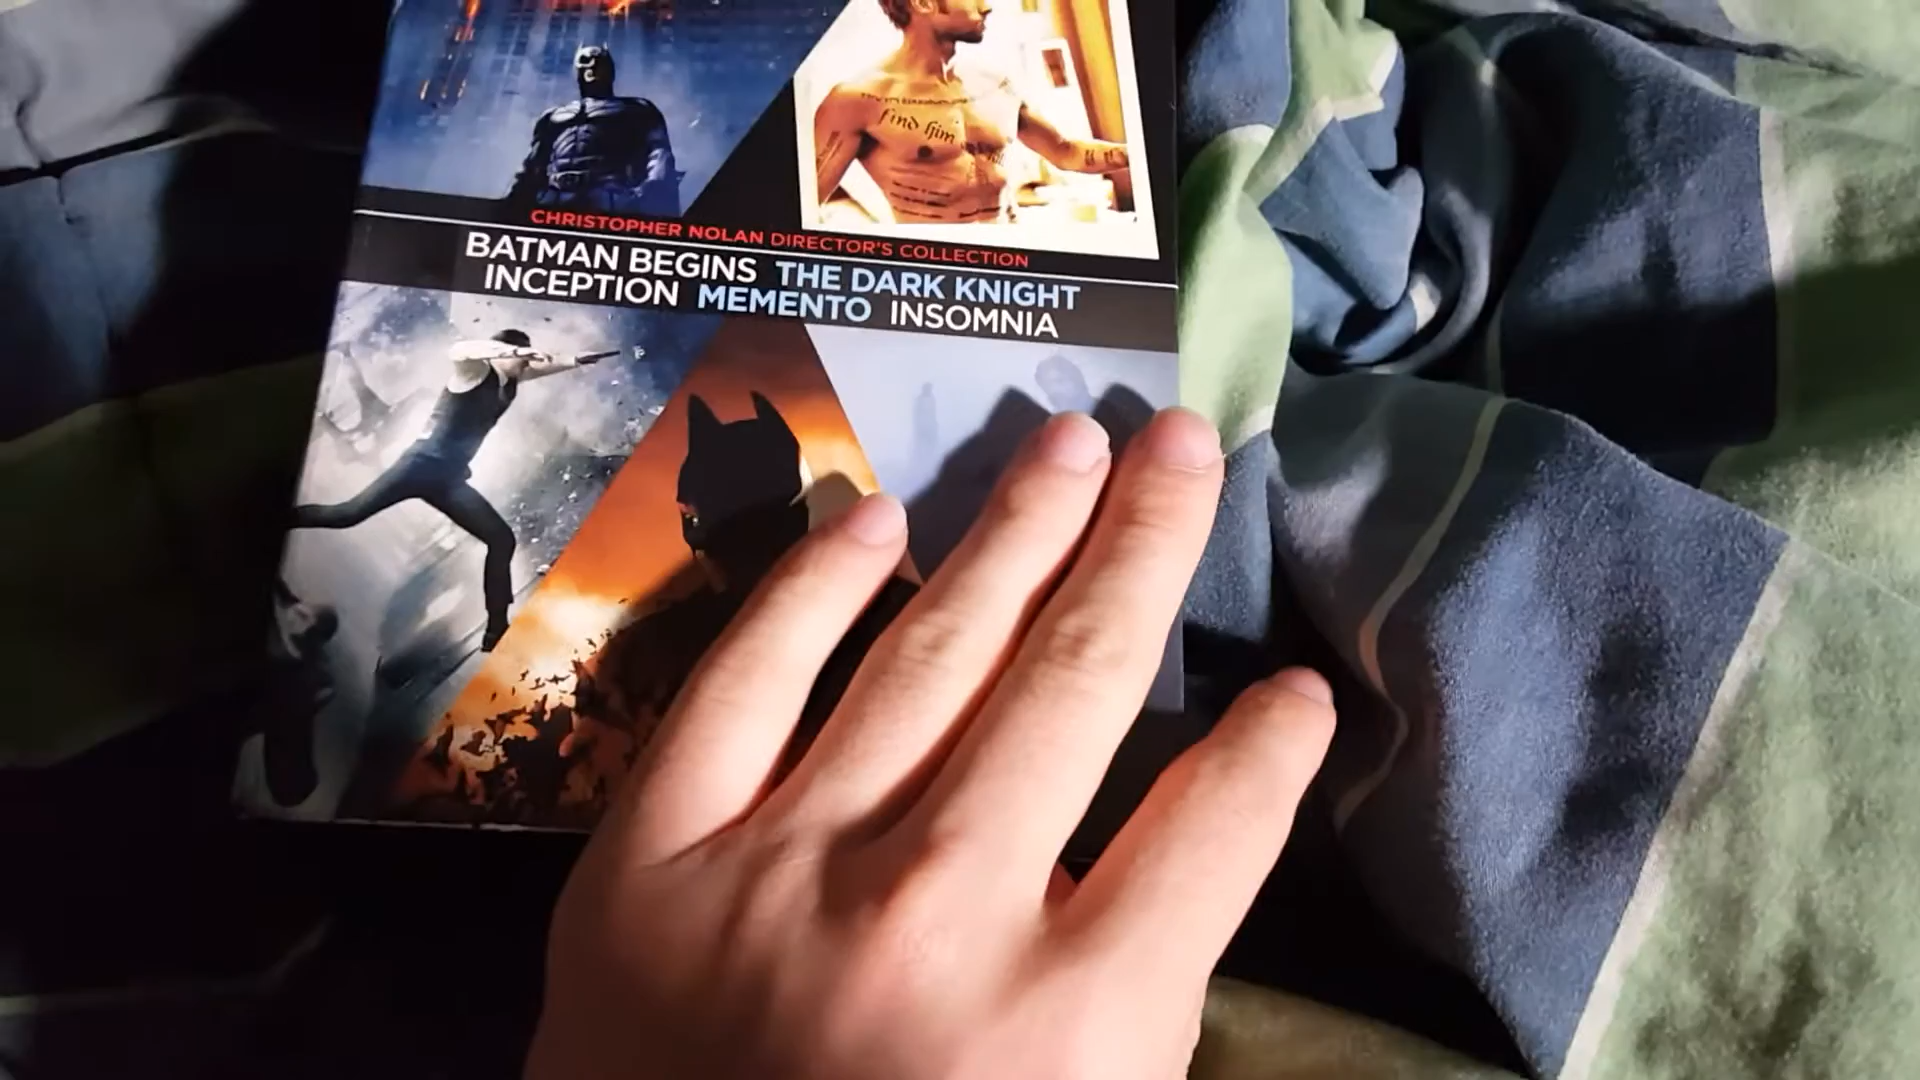 find him
CHRISTOPHER NOLAN DIRECTOR'S COLLECTION
BATMAN BEGINS THE DARK KNIGHT
INCEPTION MEMENTO INSOMNIA